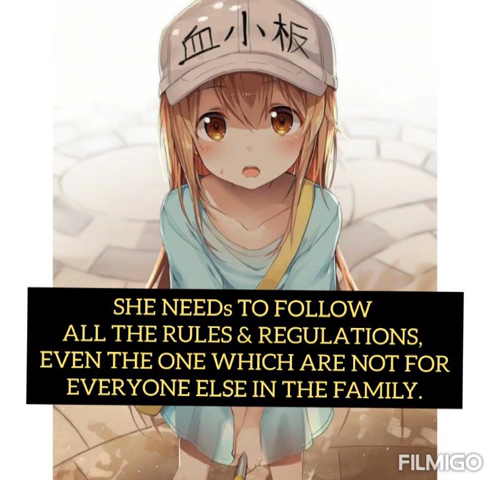 血小板
SHE NEEDs TO FOLLOW
ALL THE RULES & REGULATIONS,
EVEN THE ONE WHICH ARE NOT FOR
EVERYONE ELSE IN THE FAMILY.
FILMIGO